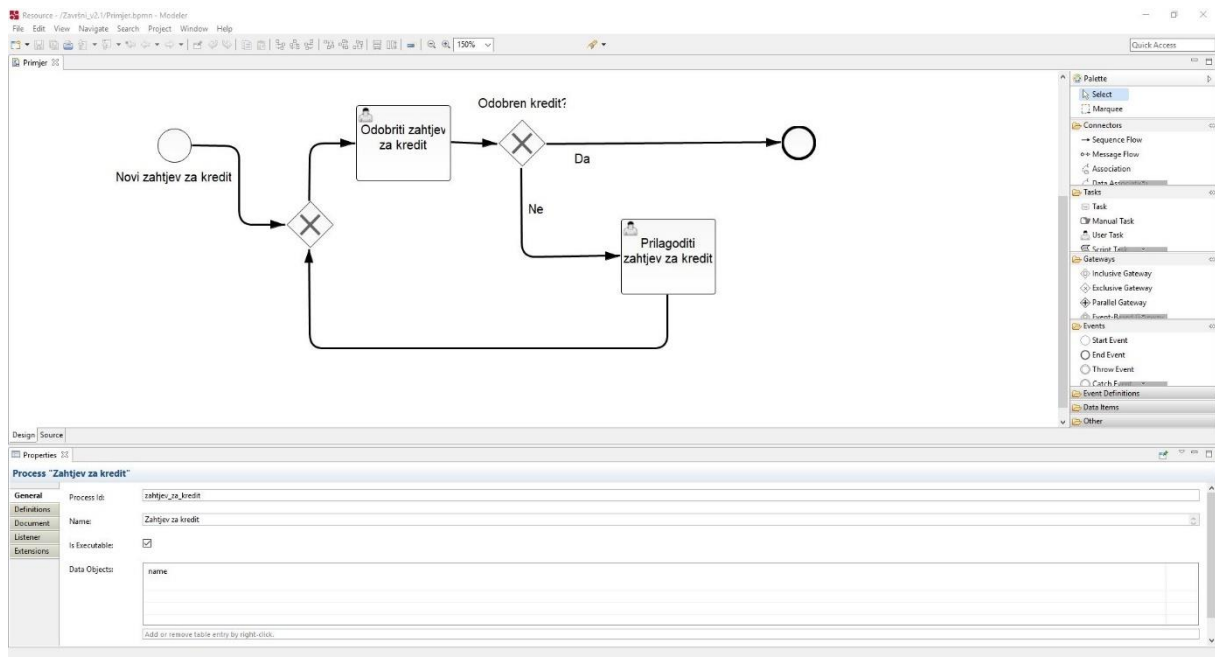 Resource - /Završni_v2.1/Primjer.bpmn - Modeler
File Edit View Navigate Search Project Window Help
150%
Quick Access
Primjer
Odobren kredit?
Odobriti zahtjev
za kredit
Da
Novi zahtjev za kredit
Ne
Prilagoditi
zahtjev za kredit
Palette
Select
Marquee
Connectors
Sequence Flow
Message Flow
Association
Tasks
Task
Manual Task
User Task
Script Task
Gateways
Inclusive Gateway
Exclusive Gateway
Parallel Gateway
Events
Start Event
End Event
Throw Event
Catch
Event Definitions
Data Items
Other
Design Source
Properties
Process "Zahtjev za kredit"
General
Definitions
Document
Listener
Extensions
Process Id: zahtjev_za_kredit
Name: Zahtjev za kredit
Is Executable:
Data Objects: name
Add or remove table entry by right-click.